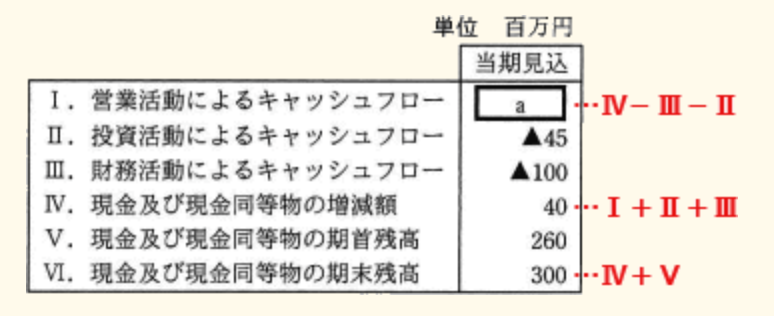 単位 百万円
当期見込
Ⅰ．営業活動によるキャッシュフロー a …Ⅳ－Ⅲ－Ⅱ
Ⅱ．投資活動によるキャッシュフロー ▲45
Ⅲ．財務活動によるキャッシュフロー ▲100
Ⅳ．現金及び現金同等物の増減額 40 …Ⅰ＋Ⅱ＋Ⅲ
Ⅴ．現金及び現金同等物の期首残高 260
Ⅵ．現金及び現金同等物の期末残高 300 …Ⅳ＋Ⅴ